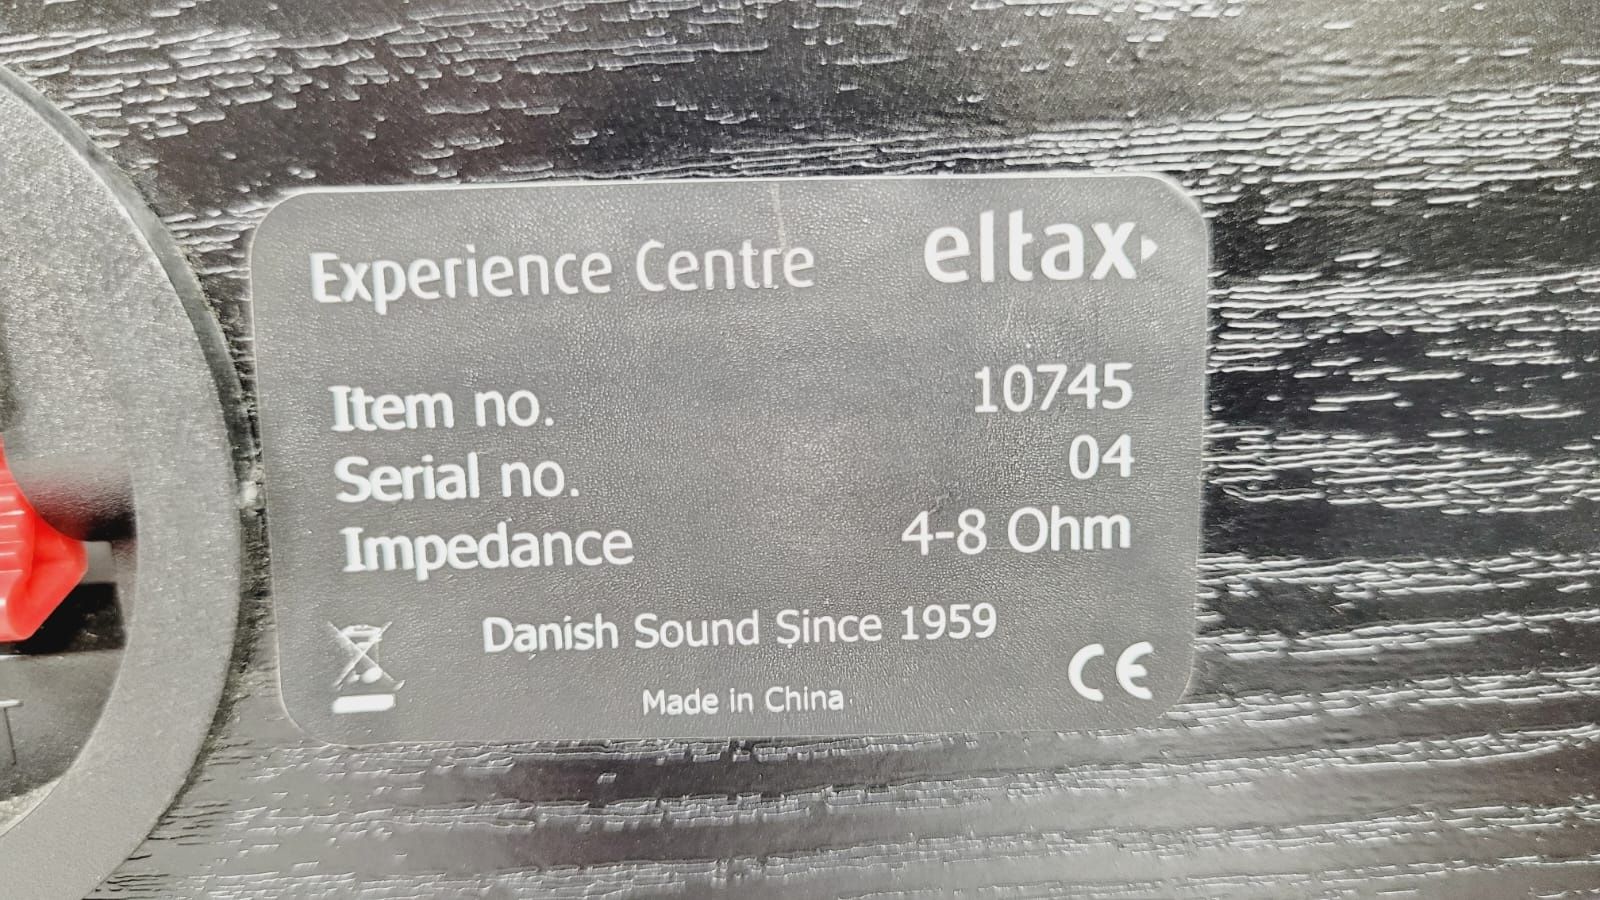 Experience Centre eltax
Item no. 10745
Serial no. 04
Impedance 4-8 Ohm
Danish Sound Since 1959
Made in China
CE